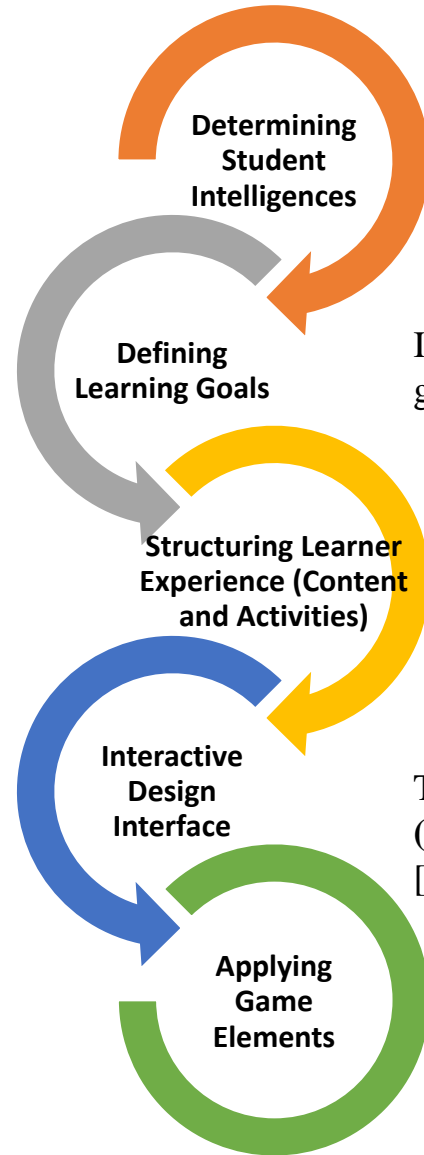 Determining
Student
Intelligences
Defining
Learning Goals
Structuring Learner
Experience (Content
and Activities)
Interactive
Design
Interface
Applying
Game
Elements